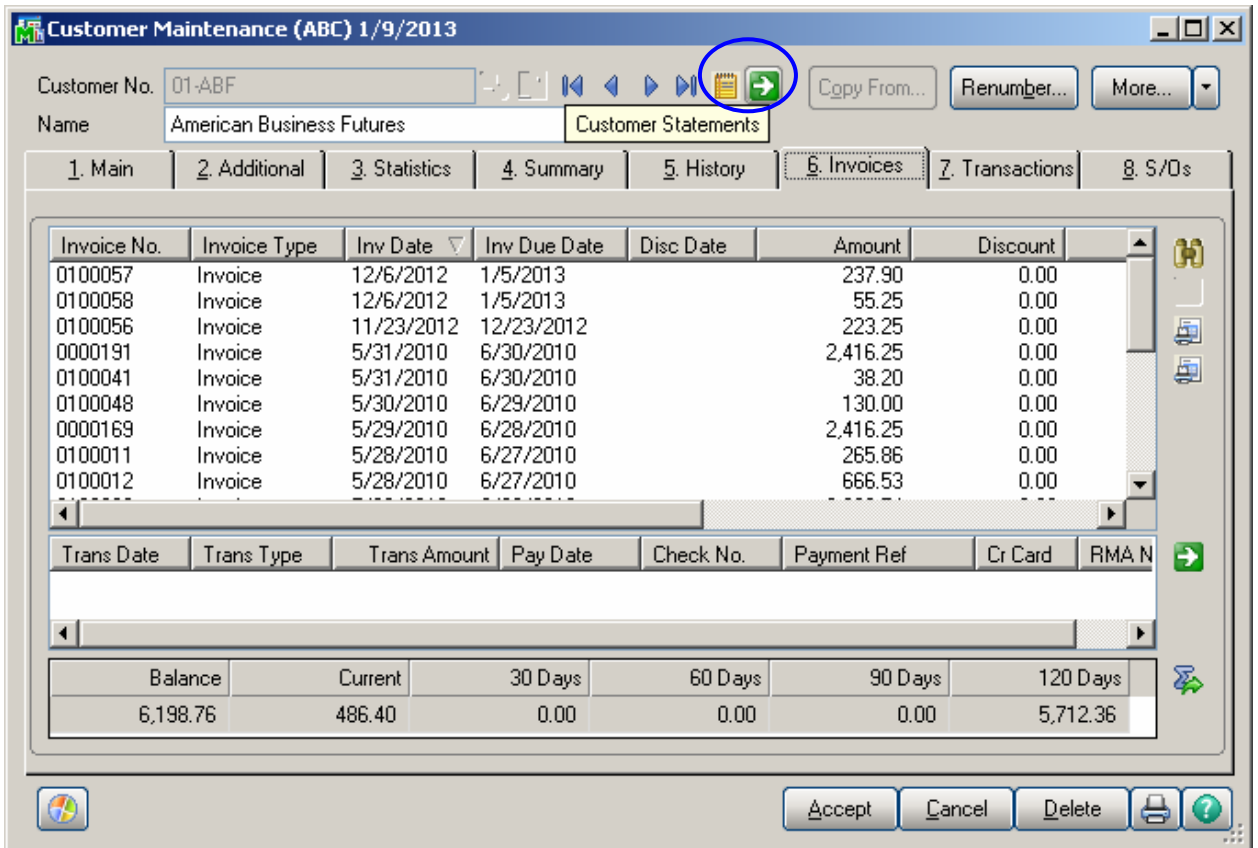 Customer Maintenance (ABC) 1/9/2013
Customer No. 01-ABF Copy From... Renumber... More...
Name American Business Futures Customer Statements
1. Main 2. Additional 3. Statistics 4. Summary 5. History 6. Invoices 7. Transactions 8. S/Os
Invoice No. Invoice Type Inv Date Inv Due Date Disc Date Amount Discount
0100057 Invoice 12/6/2012 1/5/2013 237.90 0.00
0100058 Invoice 12/6/2012 1/5/2013 55.25 0.00
0100056 Invoice 11/23/2012 12/23/2012 223.25 0.00
0000191 Invoice 5/31/2010 6/30/2010 2,416.25 0.00
0100041 Invoice 5/31/2010 6/30/2010 38.20 0.00
0100048 Invoice 5/30/2010 6/29/2010 130.00 0.00
0000169 Invoice 5/29/2010 6/28/2010 2,416.25 0.00
0100011 Invoice 5/28/2010 6/27/2010 265.86 0.00
0100012 Invoice 5/28/2010 6/27/2010 666.53 0.00
Trans Date Trans Type Trans Amount Pay Date Check No. Payment Ref Cr Card RMA N
Balance Current 30 Days 60 Days 90 Days 120 Days
6,198.76 486.40 0.00 0.00 0.00 5,712.36
Accept Cancel Delete